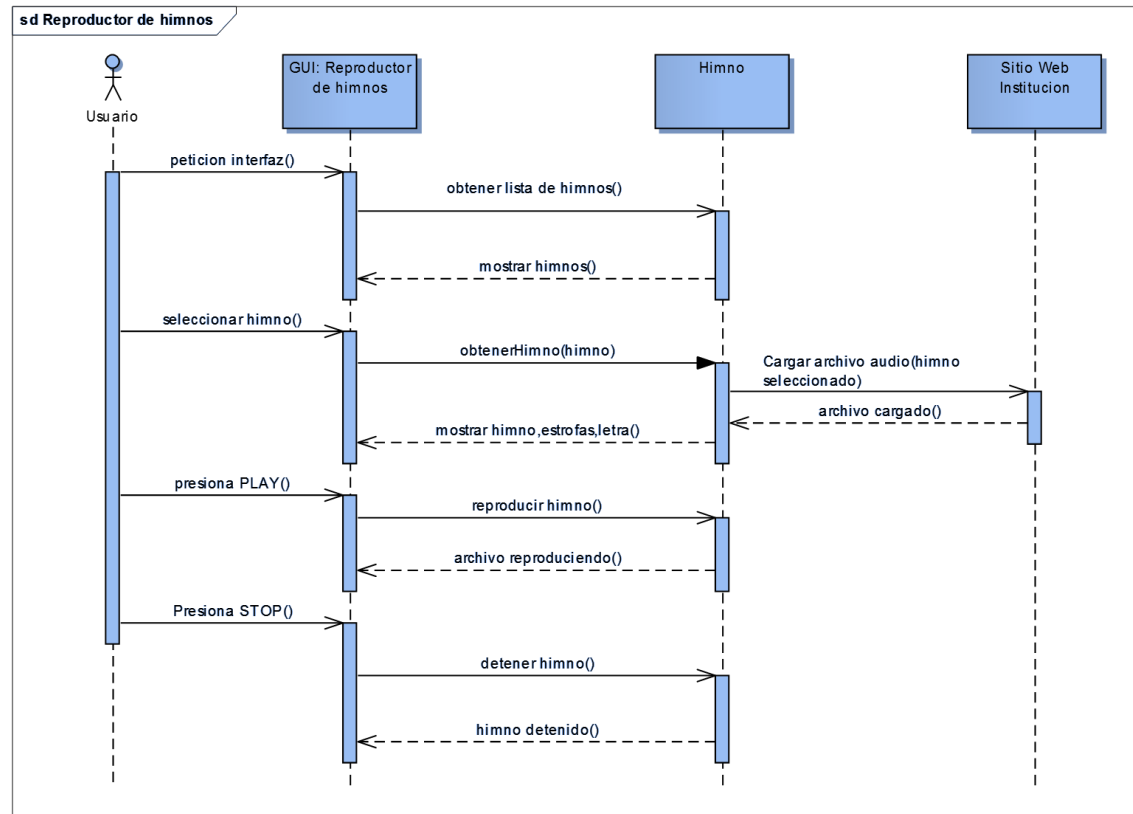 sd Reproductor de himnos
Usuario
GUI: Reproductor
de himnos
Himno
Sitio Web
Institucion
peticion interfaz()
obtener lista de himnos()
mostrar himnos()
seleccionar himno()
obtenerHimno(himno)
Cargar archivo audio(himno
seleccionado)
archivo cargado()
mostrar himno,estrofas,letra()
presiona PLAY()
reproducir himno()
archivo reproduciendo()
Presiona STOP()
detener himno()
himno detenido()